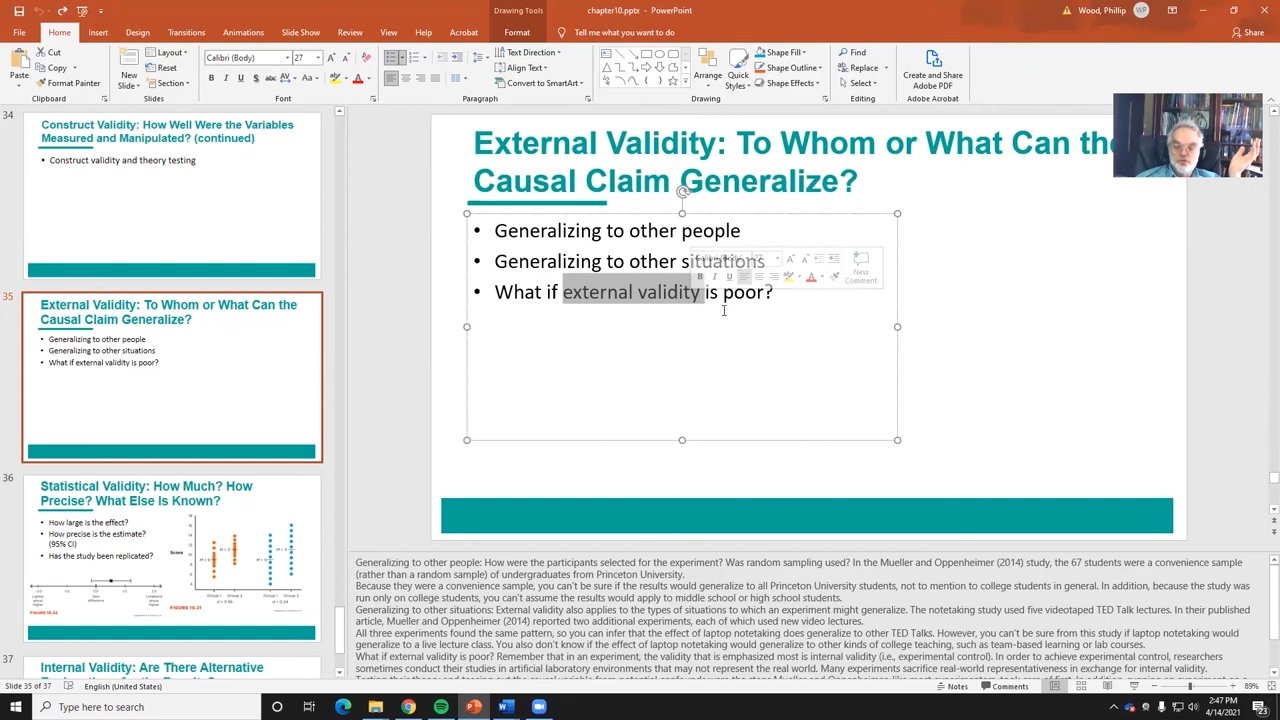 Drawing Tools
chapter10.pptx - PowerPoint
Wood, Phillip WP
File Home Insert Design Transitions Animations Slide Show Review View Help Acrobat Format Tell me what you want to do Share
Paste
Cut
Copy
Format Painter
Clipboard
New
Slide
Layout
Reset
Section
Slides
Calibri (Body) 27
Font
Paragraph
Text Direction
Align Text
Convert to SmartArt
Arrange
Quick
Styles
Shape Fill
Shape Outline
Shape Effects
Drawing
Find
Replace
Select
Editing
Create and Share
Adobe PDF
Adobe Acrobat
34
Construct Validity: How Well Were the Variables
Measured and Manipulated? (continued)
• Construct validity and theory testing
35
External Validity: To Whom or What Can the
Causal Claim Generalize?
• Generalizing to other people
• Generalizing to other situations
• What if external validity is poor?
36
Statistical Validity: How Much? How
Precise? What Else Is Known?
• How large is the effect?
• How precise is the estimate?
(95% CI)
• Has the study been replicated?
Score
Group 1 Group 2 Group 1 Group 2
FIGURE 10.21
37
Internal Validity: Are There Alternative
External Validity: To Whom or What Can the
Causal Claim Generalize?
• Generalizing to other people
• Generalizing to other situations
• What if external validity is poor?
New
Comment
Generalizing to other people: How were the participants selected for the experiment? Was random sampling used? In the Mueller and Oppenheimer (2014) study, the 67 students were a convenience sample
(rather than a random sample) of undergraduates from Princeton University.
Because they were a convenience sample, you can't be sure if the results would generalize to all Princeton University students, not to mention to college students in general. In addition, because the study was
run only on college students, you can't assume the results would apply to middle school or high school students.
Generalizing to other situations: External validity also applies to the types of situations to which an experiment might generalize. The notetaking study used five videotaped TED Talk lectures. In their published
article, Mueller and Oppenheimer (2014) reported two additional experiments, each of which used new video lectures.
All three experiments found the same pattern, so you can infer that the effect of laptop notetaking does generalize to other TED Talks. However, you can't be sure from this study if laptop notetaking would
generalize to a live lecture class. You also don't know if the effect of laptop notetaking would generalize to other kinds of college teaching, such as team-based learning or lab courses.
What if external validity is poor? Remember that in an experiment, the validity that is emphasized most is internal validity (i.e., experimental control). In order to achieve experimental control, researchers
sometimes conduct their studies in artificial laboratory environments that may not represent the real world. Many experiments sacrifice real-world representativeness in exchange for internal validity.
Slide 35 of 37 English (United States) Notes Comments 89%
Type here to search
2:47 PM
4/14/2021